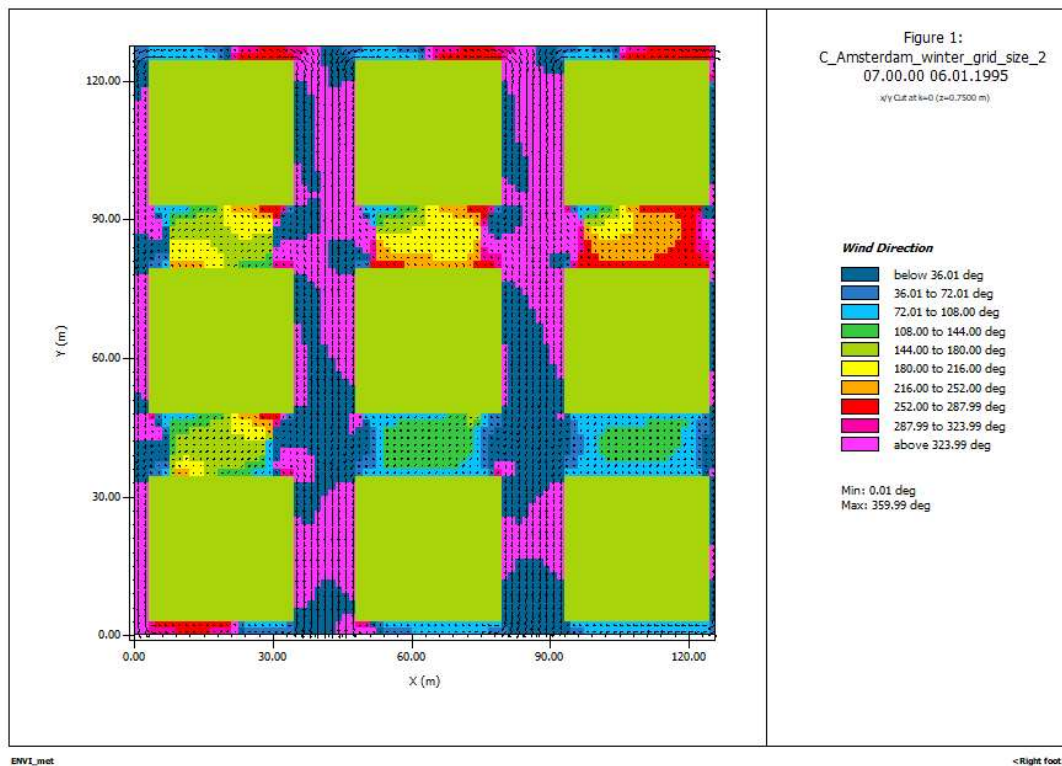 Figure 1:
C_Amsterdam_winter_grid_size_2
07.00.00 06.01.1995
x/y Cut at k=0 (z=0.7500 m)
120.00
90.00
60.00
30.00
0.00
Y (m)
0.00 30.00 60.00 90.00 120.00
X (m)
Wind Direction
below 36.01 deg
36.01 to 72.01 deg
72.01 to 108.00 deg
108.00 to 144.00 deg
144.00 to 180.00 deg
180.00 to 216.00 deg
216.00 to 252.00 deg
252.00 to 287.99 deg
287.99 to 323.99 deg
above 323.99 deg
Min: 0.01 deg
Max: 359.99 deg
ENVI_met
<Right foot